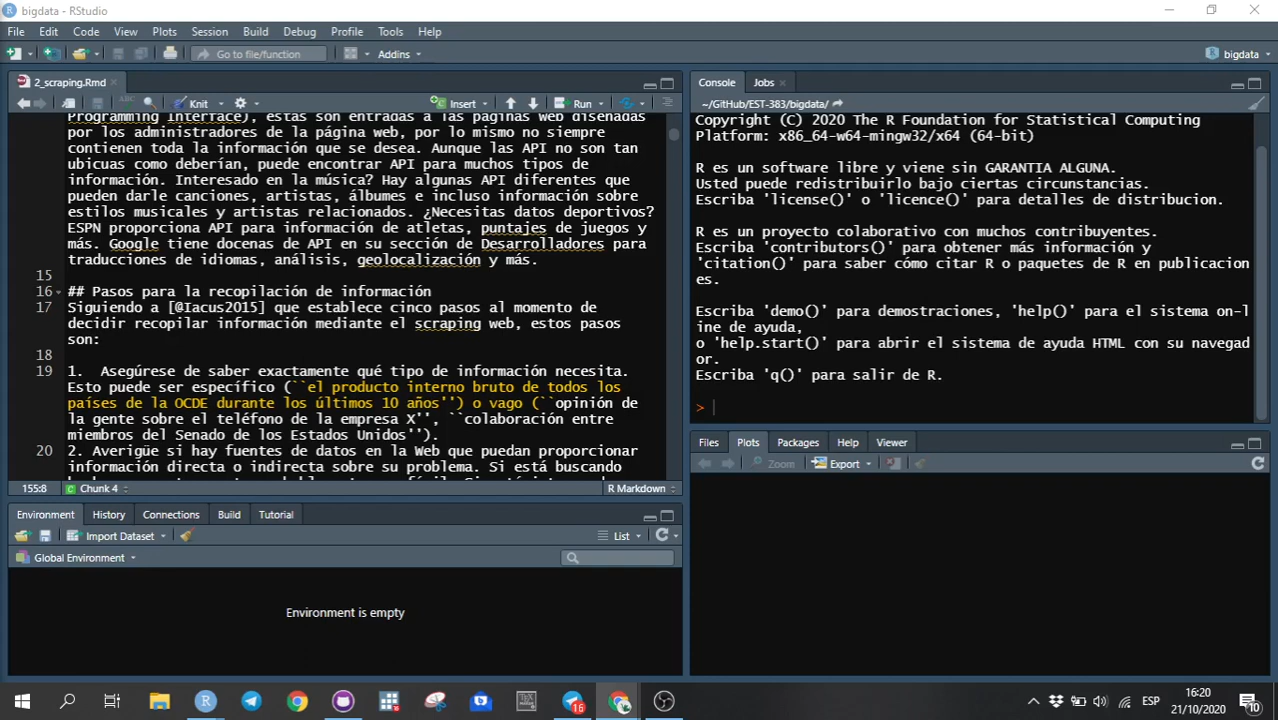 bigdata - RStudio
File Edit Code View Plots Session Build Debug Profile Tools Help
Go to file/function Addins bigdata
2_scraping.Rmd
ABC Knit Insert Run
Programming Interface), estas son entradas a las páginas web diseñadas
por los administradores de la página web, por lo mismo no siempre
contienen toda la información que se desea. Aunque las API no son tan
ubicuas como deberían, puede encontrar API para muchos tipos de
información. Interesado en la música? Hay algunas API diferentes que
pueden darle canciones, artistas, álbumes e incluso información sobre
estilos musicales y artistas relacionados. ¿Necesitas datos deportivos?
ESPN proporciona API para información de atletas, puntajes de juegos y
más. Google tiene docenas de API en su sección de Desarrolladores para
traducciones de idiomas, análisis, geolocalización y más.
15
16 ## Pasos para la recopilación de información
17 Siguiendo a [@Iacus2015] que establece cinco pasos al momento de
decidir recopilar información mediante el scraping web, estos pasos
son:
18
19 1. Asegúrese de saber exactamente qué tipo de información necesita.
Esto puede ser específico (``el producto interno bruto de todos los
países de la OCDE durante los últimos 10 años'') o vago (``opinión de
la gente sobre el teléfono de la empresa X'', ``colaboración entre
miembros del Senado de los Estados Unidos'').
20 2. Averigüe si hay fuentes de datos en la Web que puedan proporcionar
información directa o indirecta sobre su problema. Si está buscando
155:8 Chunk 4 R Markdown
Environment History Connections Build Tutorial
Import Dataset List
Global Environment
Environment is empty
Console Jobs
~/GitHub/EST-383/bigdata/
Copyright (C) 2020 The R Foundation for Statistical Computing
Platform: x86_64-w64-mingw32/x64 (64-bit)
R es un software libre y viene sin GARANTIA ALGUNA.
Usted puede redistribuirlo bajo ciertas circunstancias.
Escriba 'license()' o 'licence()' para detalles de distribucion.
R es un proyecto colaborativo con muchos contribuyentes.
Escriba 'contributors()' para obtener más información y
'citation()' para saber cómo citar R o paquetes de R en publicacion
es.
Escriba 'demo()' para demostraciones, 'help()' para el sistema on-l
ine de ayuda,
o 'help.start()' para abrir el sistema de ayuda HTML con su navegad
or.
Escriba 'q()' para salir de R.
>
Files Plots Packages Help Viewer
Zoom Export
16
ESP
16:20
21/10/2020
10